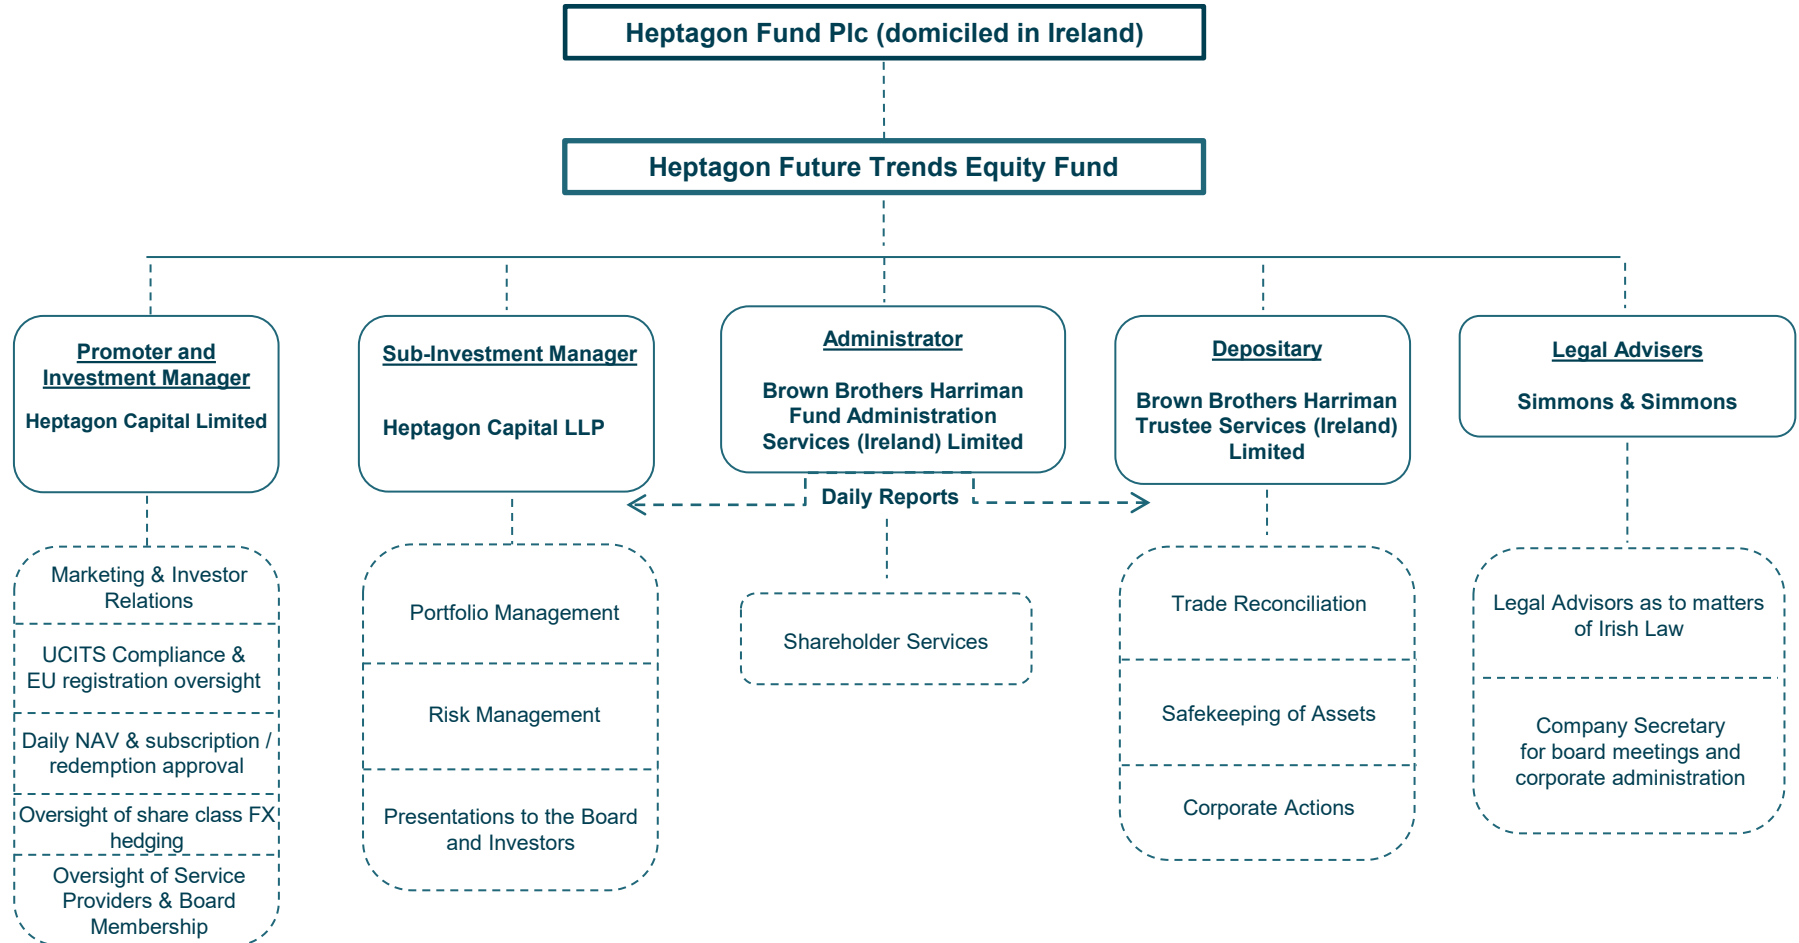 Heptagon Fund Plc (domiciled in Ireland)
Heptagon Future Trends Equity Fund
Promoter and
Investment Manager
Heptagon Capital Limited
Sub-Investment Manager
Heptagon Capital LLP
Administrator
Brown Brothers Harriman
Fund Administration
Services (Ireland) Limited
Depositary
Brown Brothers Harriman
Trustee Services (Ireland)
Limited
Legal Advisers
Simmons & Simmons
Daily Reports
Marketing & Investor
Relations
UCITS Compliance &
EU registration oversight
Daily NAV & subscription /
redemption approval
Oversight of share class FX
hedging
Oversight of Service
Providers & Board
Membership
Portfolio Management
Risk Management
Presentations to the Board
and Investors
Shareholder Services
Trade Reconciliation
Safekeeping of Assets
Corporate Actions
Legal Advisors as to matters
of Irish Law
Company Secretary
for board meetings and
corporate administration